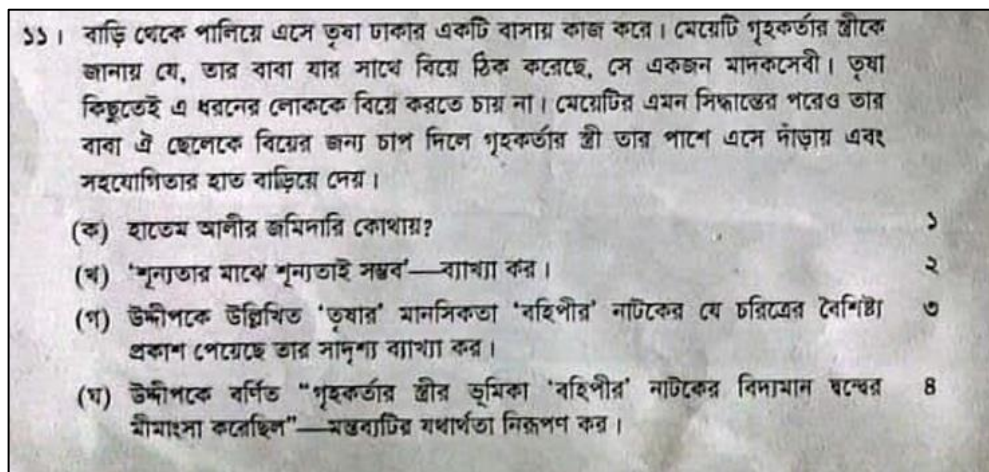 ১১। বাড়ি থেকে পালিয়ে এসে তৃষা ঢাকার একটি বাসায় কাজ করে। মেয়েটি গৃহকর্তার স্ত্রীকে
জানায় যে, তার বাবা যার সাথে বিয়ে ঠিক করেছে, সে একজন মাদকসেবী। তৃষা
কিছুতেই এ ধরনের লোককে বিয়ে করতে চায় না। মেয়েটির এমন সিদ্ধান্তের পরেও তার
বাবা ঐ ছেলেকে বিয়ের জন্য চাপ দিলে গৃহকর্তার স্ত্রী তার পাশে এসে দাঁড়ায় এবং
সহযোগিতার হাত বাড়িয়ে দেয়।
(ক) হাতেম আলীর জমিদারি কোথায়? ১
(খ) 'শূন্যতার মাঝে শূন্যতাই সম্ভব'—ব্যাখ্যা কর। ২
(গ) উদ্দীপকে উল্লিখিত 'তৃষার' মানসিকতা 'বহিপীর' নাটকের যে চরিত্রের বৈশিষ্ট্য ৩
প্রকাশ পেয়েছে তার সাদৃশ্য ব্যাখ্যা কর।
(ঘ) উদ্দীপকে বর্ণিত "গৃহকর্তার স্ত্রীর ভূমিকা 'বহিপীর' নাটকের বিদ্যমান দ্বন্দ্বের ৪
মীমাংসা করেছিল"—মন্তব্যটির যথার্থতা নিরূপণ কর।